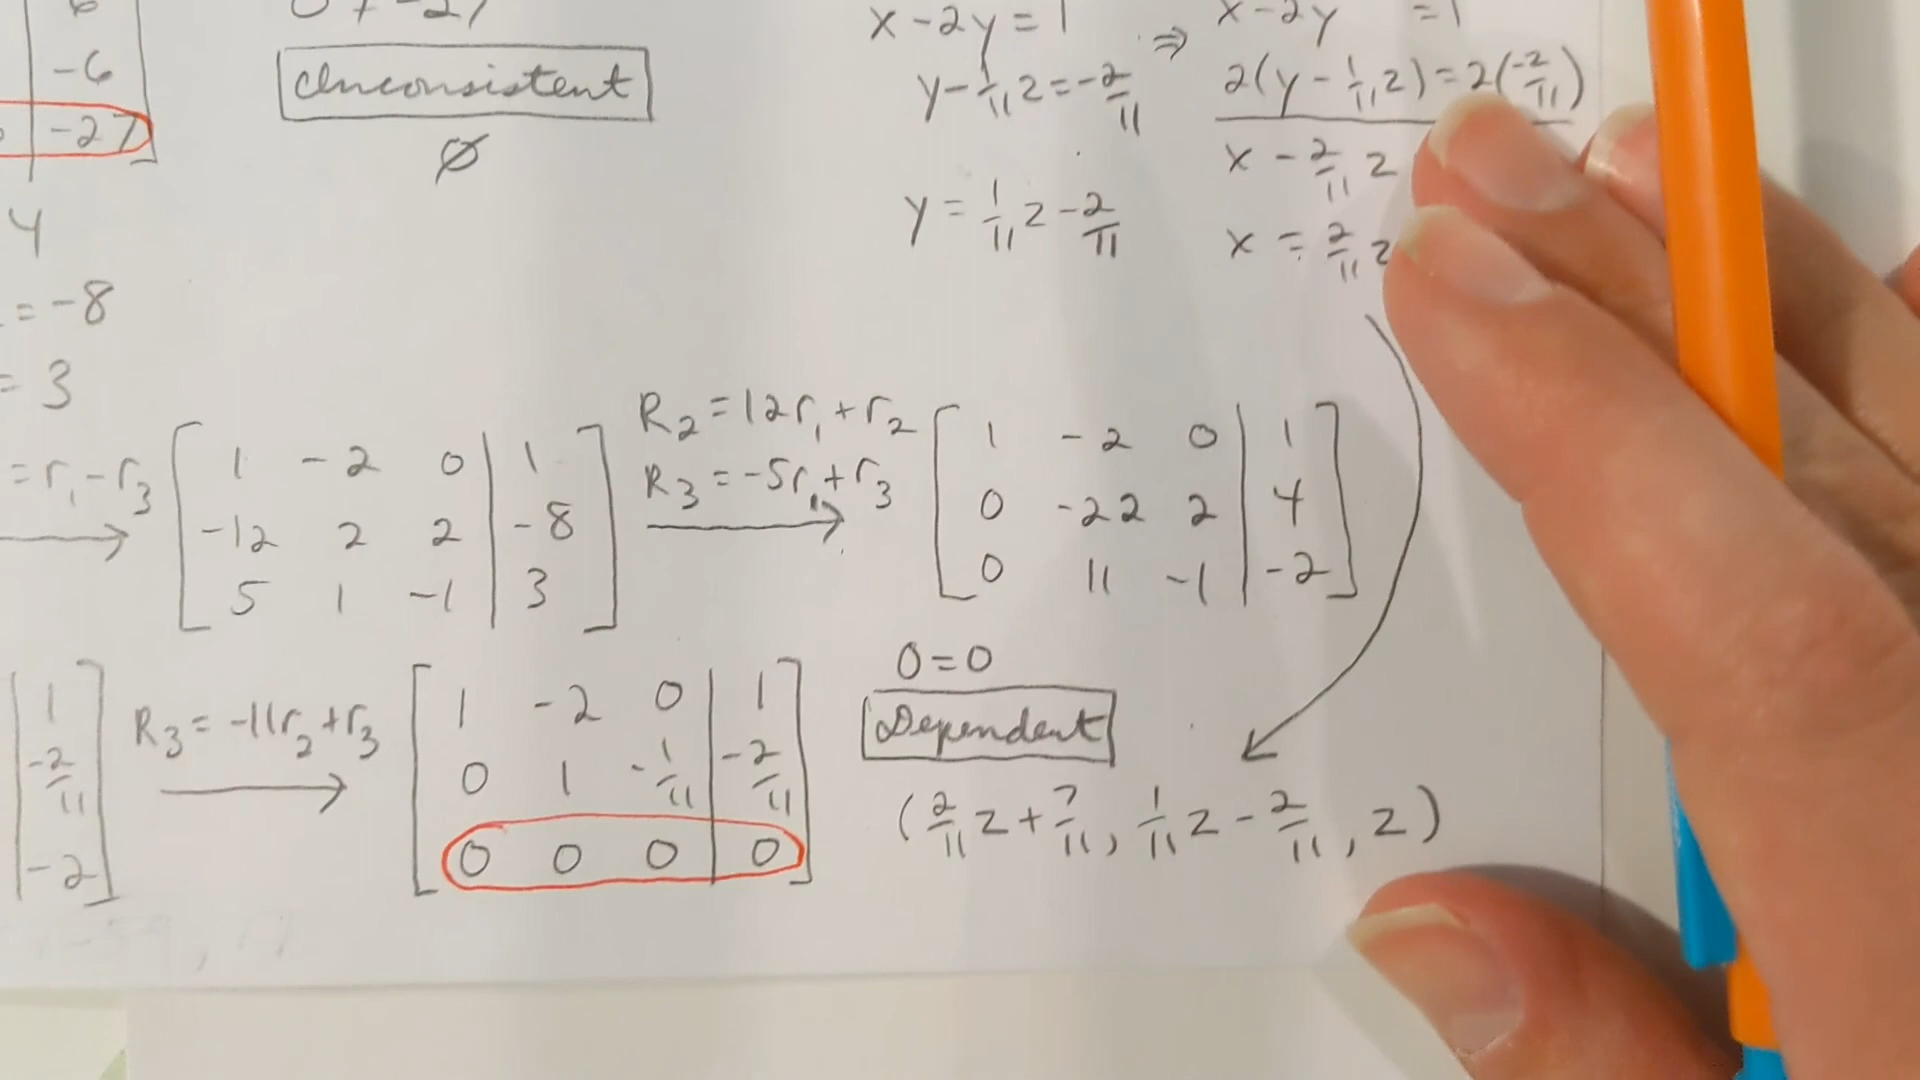 -6
-27
Inconsistent
∅
4
= -8
= 3
x - 2y = 1
y - 1/11 z = -2/11
y = 1/11 z - 2/11
⇒
x - 2y = 1
2(y - 1/11 z) = 2(-2/11)
x - 2/11 z
x = 2/11 z
= r₁ - r₃
→
1 -2 0 | 1
-12 2 2 | -8
5 1 -1 | 3
R₂ = 12r₁ + r₂
R₃ = -5r₁ + r₃
→
1 -2 0 | 1
0 -22 2 | 4
0 11 -1 | -2
1
-2/11
-2
R₃ = -11r₂ + r₃
→
1 -2 0 | 1
0 1 -1/11 | -2/11
0 0 0 | 0
0 = 0
Dependent
(2/11 z + 7/11, 1/11 z - 2/11, z)